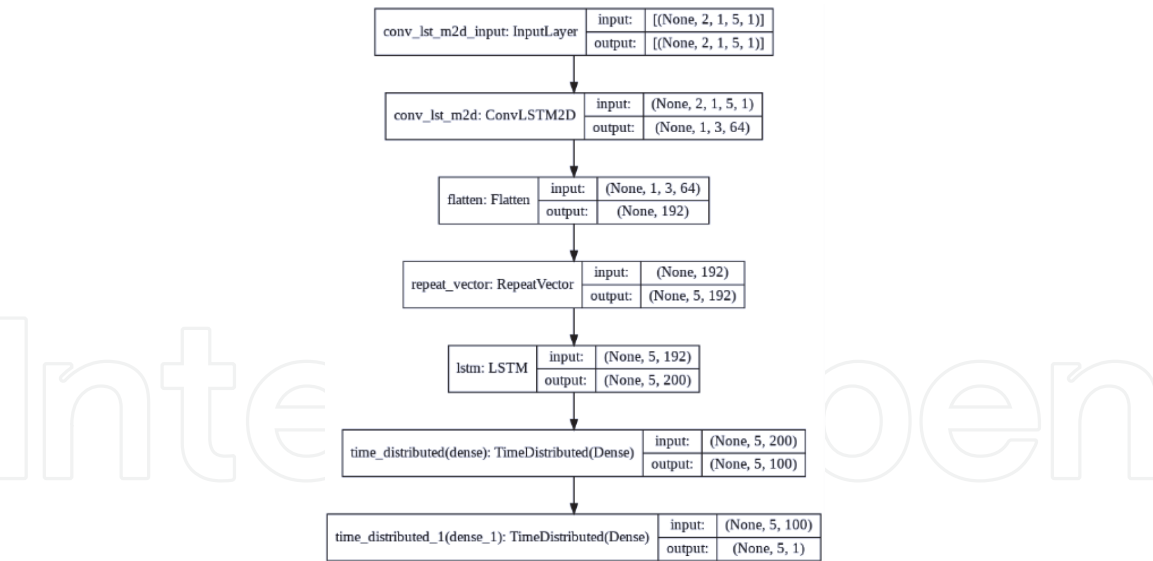 conv_lst_m2d_input: InputLayer input: [(None, 2, 1, 5, 1)]
output: [(None, 2, 1, 5, 1)]
conv_lst_m2d: ConvLSTM2D input: (None, 2, 1, 5, 1)
output: (None, 1, 3, 64)
flatten: Flatten input: (None, 1, 3, 64)
output: (None, 192)
repeat_vector: RepeatVector input: (None, 192)
output: (None, 5, 192)
lstm: LSTM input: (None, 5, 192)
output: (None, 5, 200)
time_distributed(dense): TimeDistributed(Dense) input: (None, 5, 200)
output: (None, 5, 100)
time_distributed_1(dense_1): TimeDistributed(Dense) input: (None, 5, 100)
output: (None, 5, 1)
Inte pen